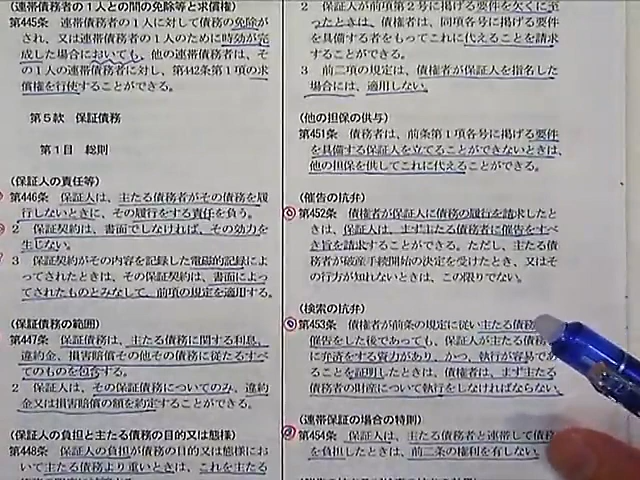 (連帯債務者の1人との間の免除等と求償権)
第445条 連帯債務者の1人に対して債務の免除が
され、又は連帯債務者の1人のために時効が完
成した場合においても、他の連帯債務者は、そ
の1人の連帯債務者に対し、第442条第1項の求
償権を行使することができる。
第5款 保証債務
第1目 総則
(保証人の責任等)
第446条 保証人は、主たる債務者がその債務を履
行しないときに、その履行をする責任を負う。
2 保証契約は、書面でしなければ、その効力を
生じない。
3 保証契約がその内容を記録した電磁的記録によ
ってされたときは、その保証契約は、書面によっ
てされたものとみなして、前項の規定を適用する。
(保証債務の範囲)
第447条 保証債務は、主たる債務に関する利息、
違約金、損害賠償その他その債務に従たるすべ
てのものを包含する。
2 保証人は、その保証債務についてのみ、違約
金又は損害賠償の額を約定することができる。
(保証人の負担と主たる債務の目的又は態様)
第448条 保証人の負担が債務の目的又は態様にお
いて主たる債務より重いときは、これを主たる
2 保証人が前項第2号に掲げる要件を欠くに至
ったときは、債権者は、同項各号に掲げる要件
を具備する者をもってこれに代えることを請求
することができる。
3 前二項の規定は、債権者が保証人を指名した
場合には、適用しない。
(他の担保の供与)
第451条 債務者は、前条第1項各号に掲げる要件
を具備する保証人を立てることができないときは、
他の担保を供してこれに代えることができる。
(催告の抗弁)
第452条 債権者が保証人に債務の履行を請求したと
きは、保証人は、まず主たる債務者に催告をすべ
き旨を請求することができる。ただし、主たる債
務者が破産手続開始の決定を受けたとき、又はそ
の行方が知れないときは、この限りでない。
(検索の抗弁)
第453条 債権者が前条の規定に従い主たる債務
催告をした後であっても、保証人が主たる債務
に弁済をする資力があり、かつ、執行が容易で
ことを証明したときは、債権者は、まず主たる
債務者の財産について執行をしなければならない。
(連帯保証の場合の特則)
第454条 保証人は、主たる債務者と連帯して債務
を負担したときは、前二条の権利を有しない。